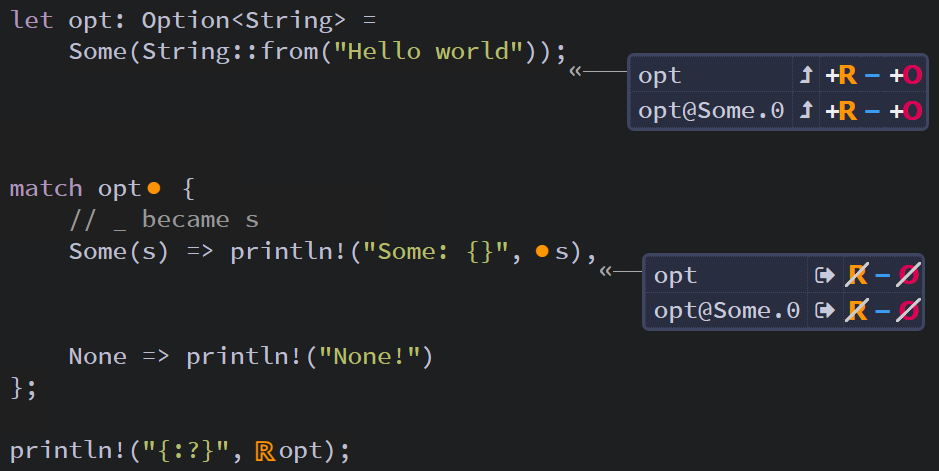 let opt: Option<String> =
    Some(String::from("Hello world"));
opt +R - +O
opt@Some.0 +R - +O
match opt● {
    // _ became s
    Some(s) => println!("Some: {}", ●s),
opt R - O
opt@Some.0 R - O
    None => println!("None!")
};
println!("{:?}", Ropt);